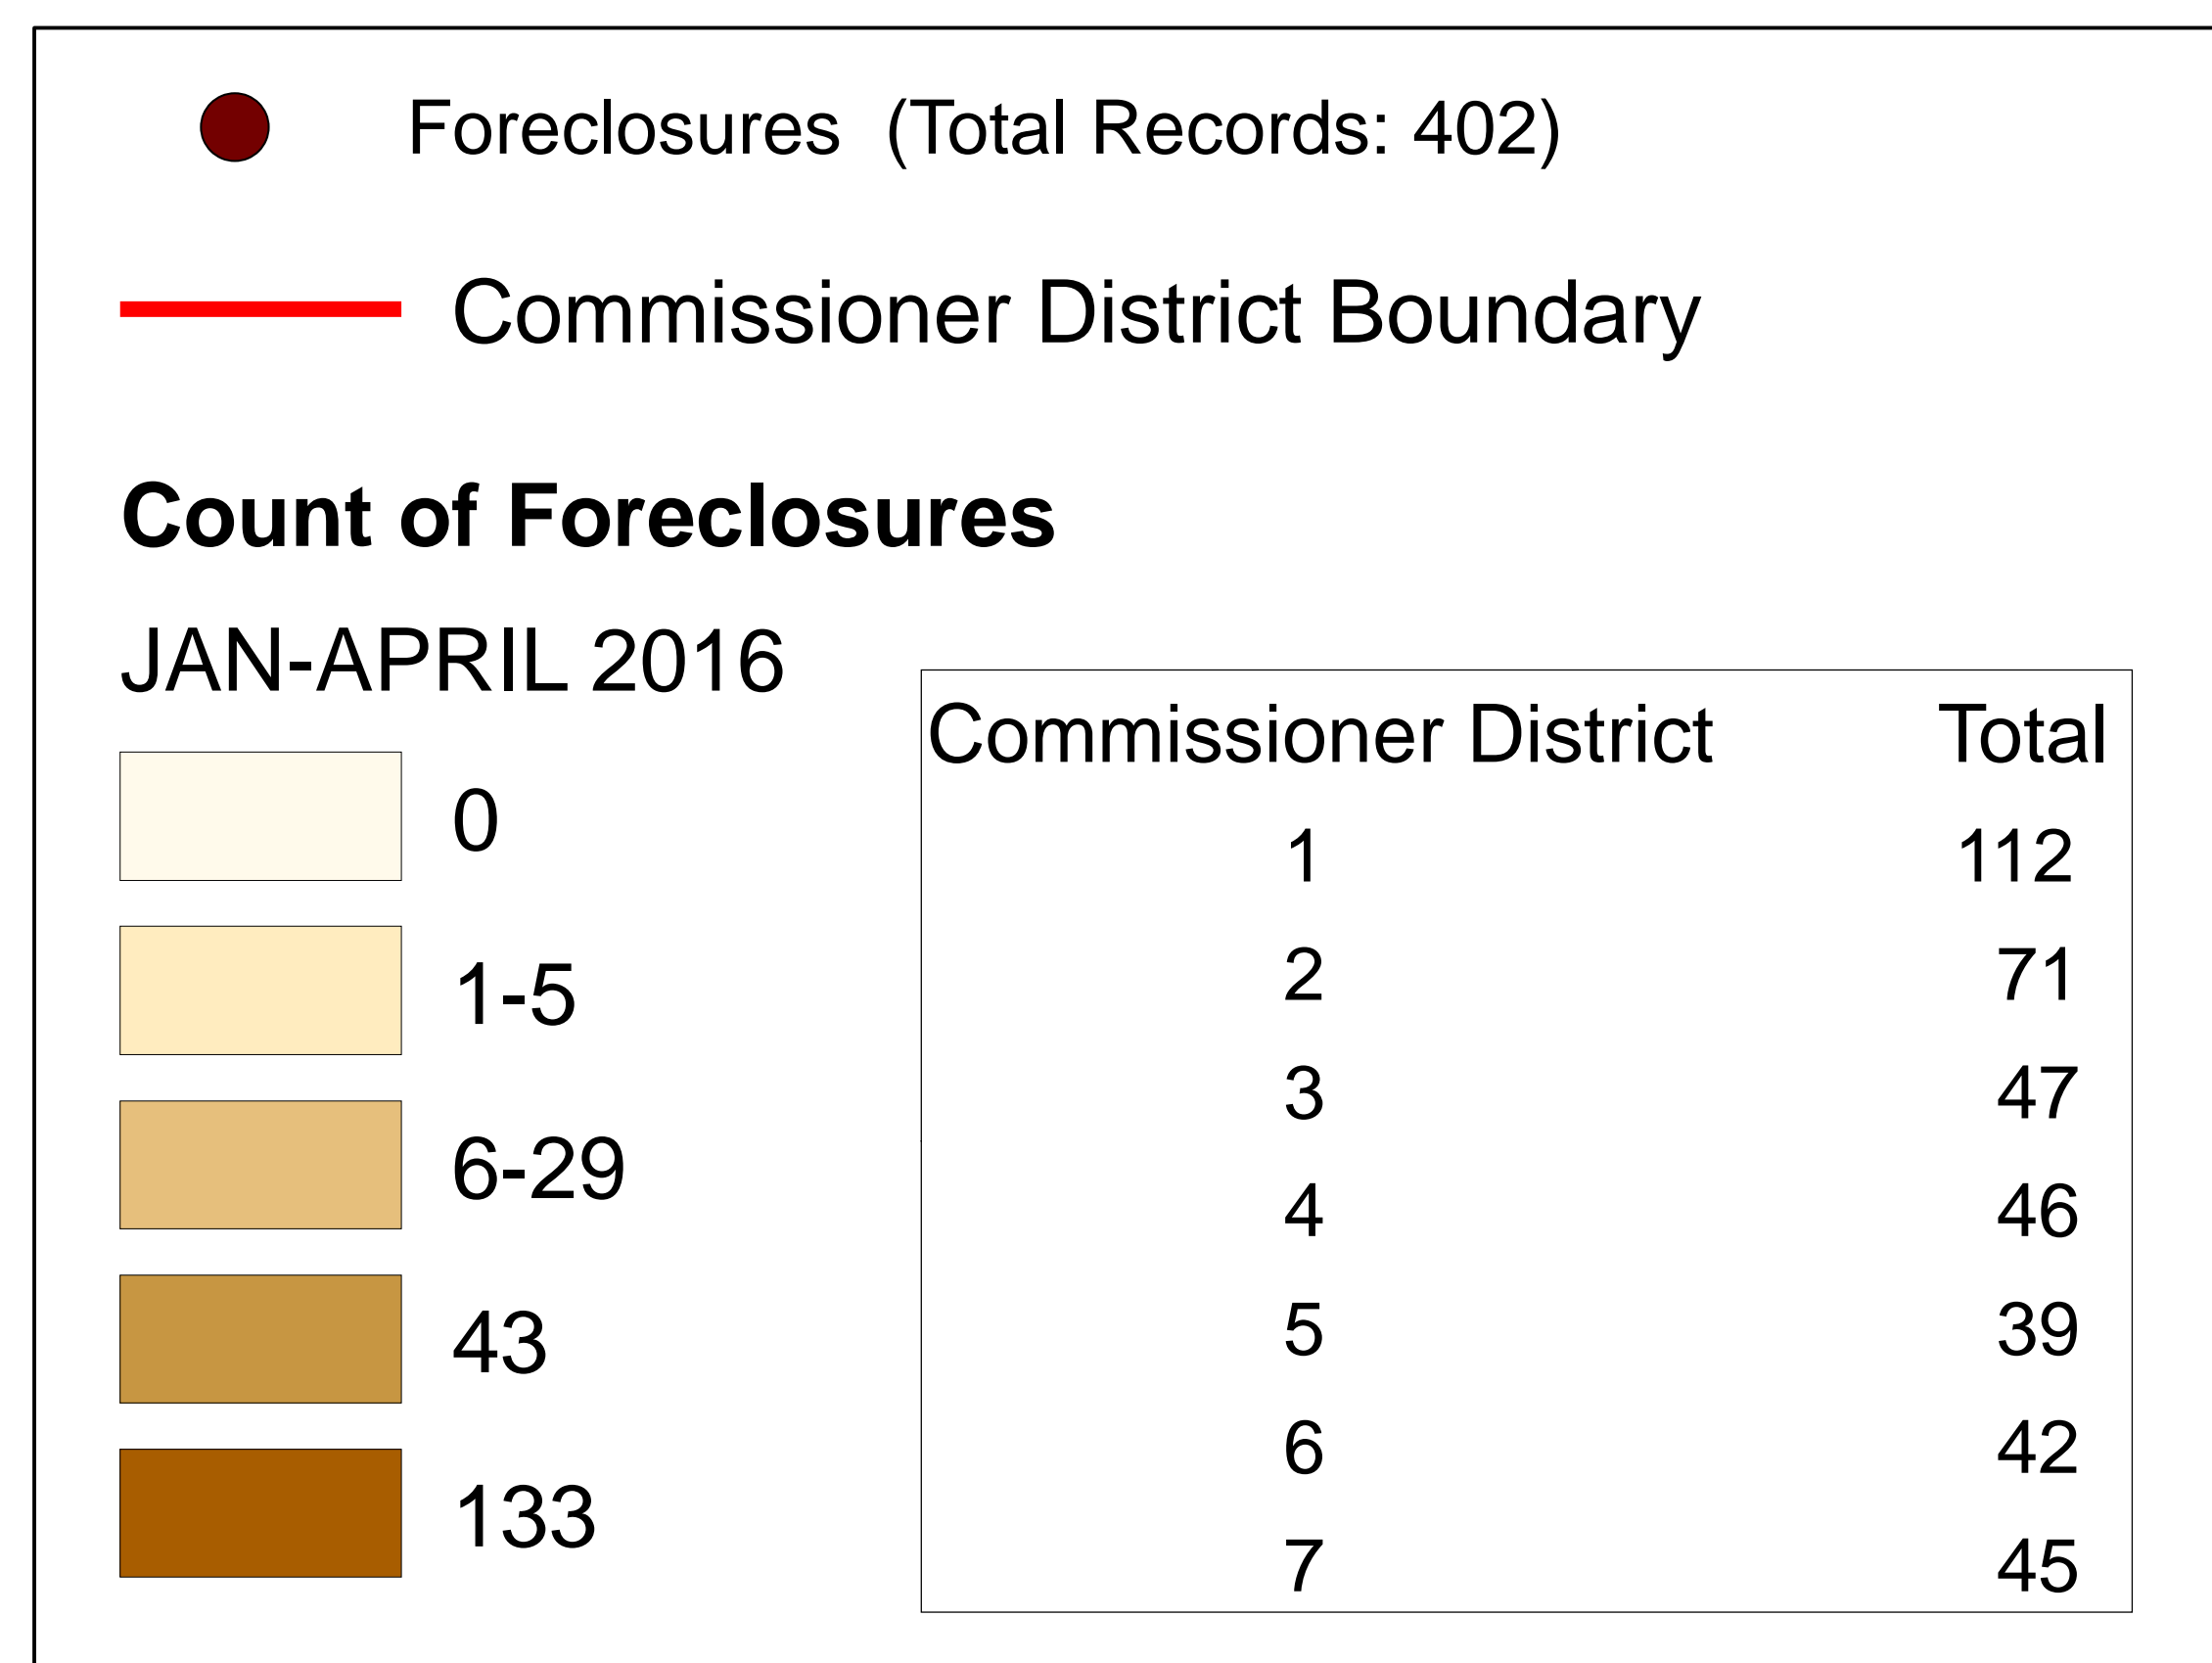 Foreclosures (Total Records: 402)
Commissioner District Boundary
Count of Foreclosures
JAN-APRIL 2016
0
1-5
6-29
43
133
Commissioner District Total
1 112
2 71
3 47
4 46
5 39
6 42
7 45